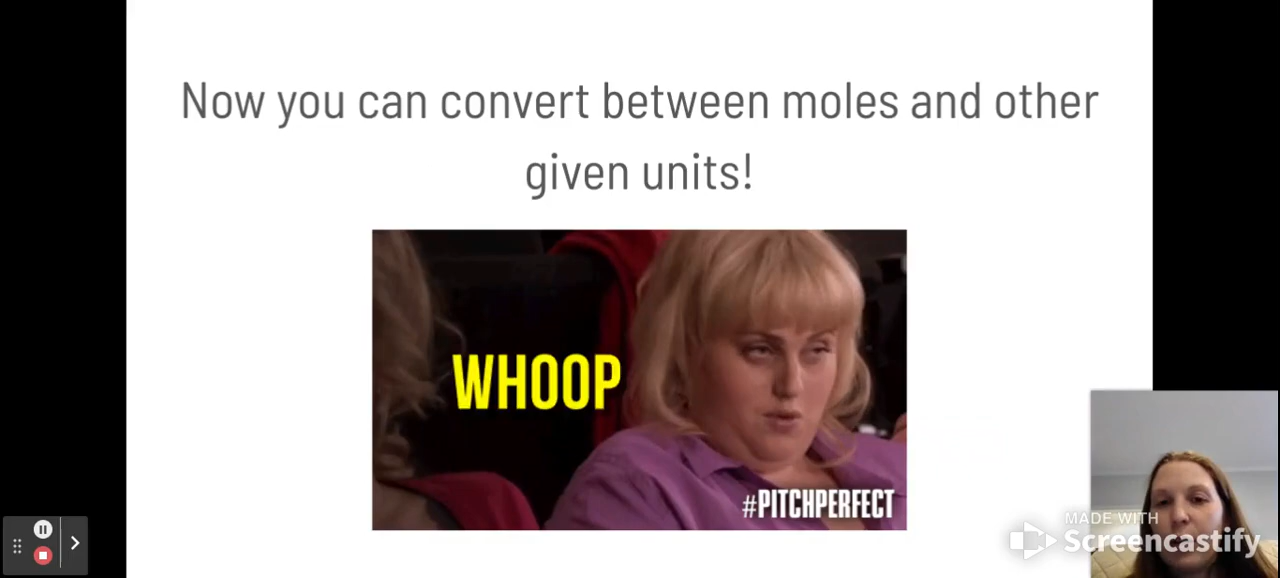 Now you can convert between moles and other
given units!
WHOOP
#PITCHPERFECT
MADE WITH
Screencastify